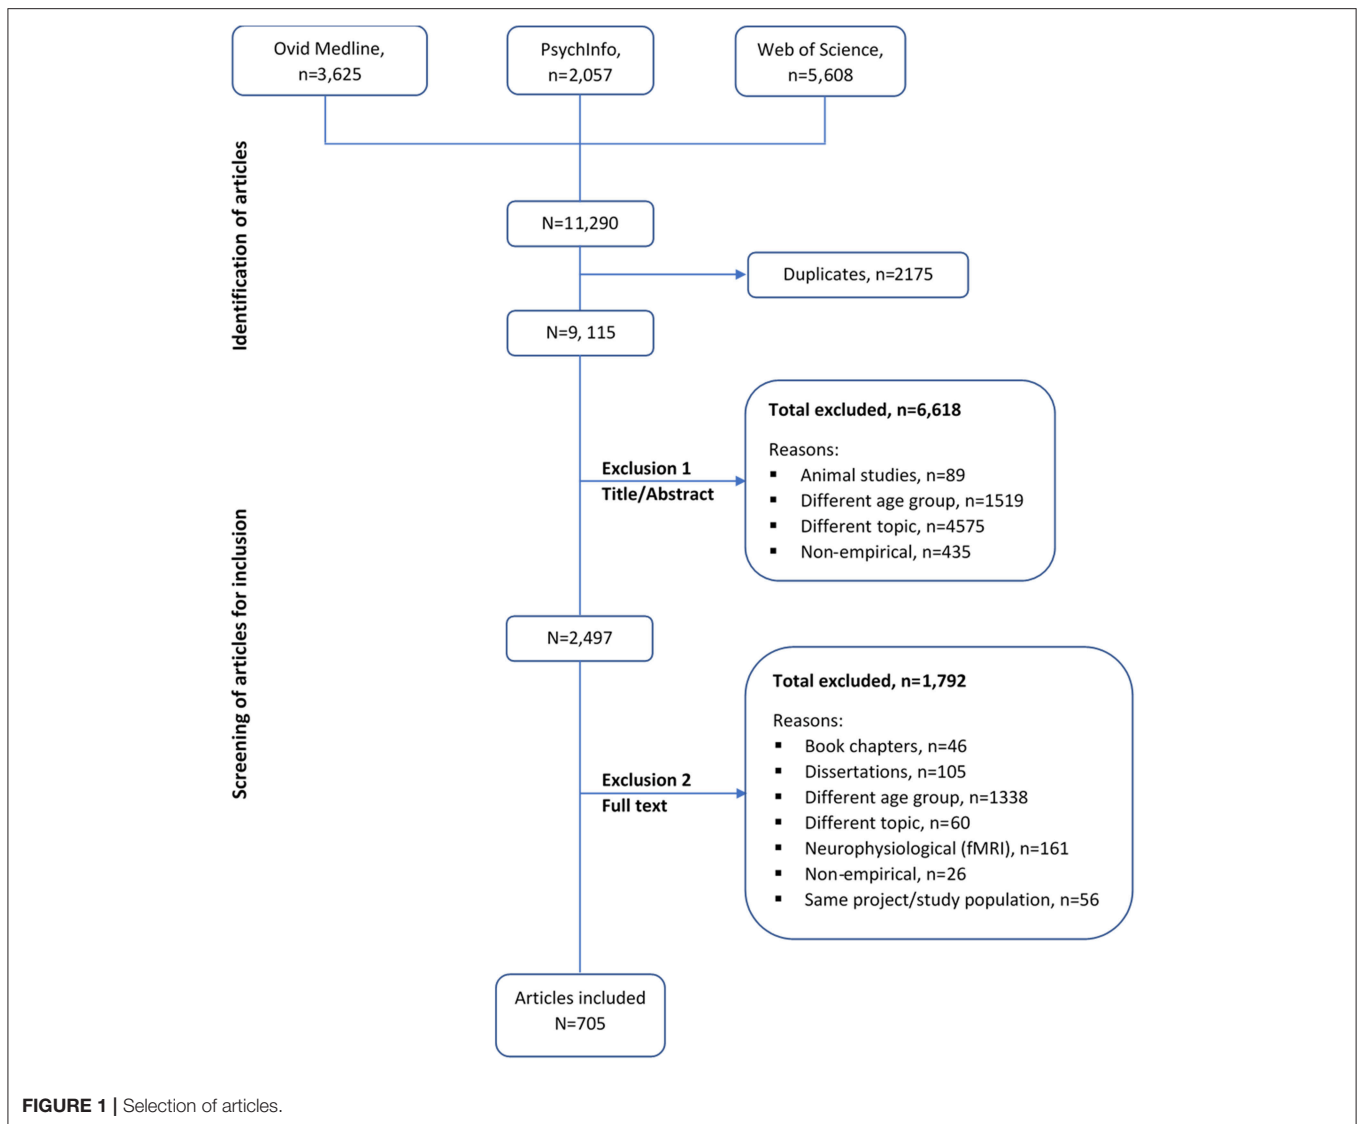 Ovid Medline,
n=3,625
PsychInfo,
n=2,057
Web of Science,
n=5,608
Identification of articles
N=11,290
Duplicates, n=2175
N=9, 115
Total excluded, n=6,618
Reasons:
▪ Animal studies, n=89
▪ Different age group, n=1519
▪ Different topic, n=4575
▪ Non-empirical, n=435
Exclusion 1
Title/Abstract
Screening of articles for inclusion
N=2,497
Total excluded, n=1,792
Reasons:
▪ Book chapters, n=46
▪ Dissertations, n=105
▪ Different age group, n=1338
▪ Different topic, n=60
▪ Neurophysiological (fMRI), n=161
▪ Non-empirical, n=26
▪ Same project/study population, n=56
Exclusion 2
Full text
Articles included
N=705
FIGURE 1 | Selection of articles.